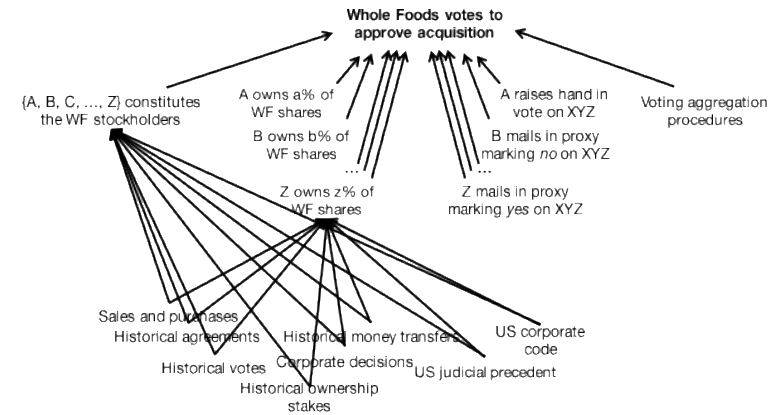 Whole Foods votes to
approve acquisition
{A, B, C, ..., Z} constitutes
the WF stockholders
A owns a% of
WF shares
B owns b% of
WF shares
...
Z owns z% of
WF shares
A raises hand in
vote on XYZ
B mails in proxy
marking no on XYZ
...
Z mails in proxy
marking yes on XYZ
Voting aggregation
procedures
Sales and purchases
Historical agreements
Historical votes
Historical money transfers
Corporate decisions
Historical ownership
stakes
US corporate
code
US judicial precedent